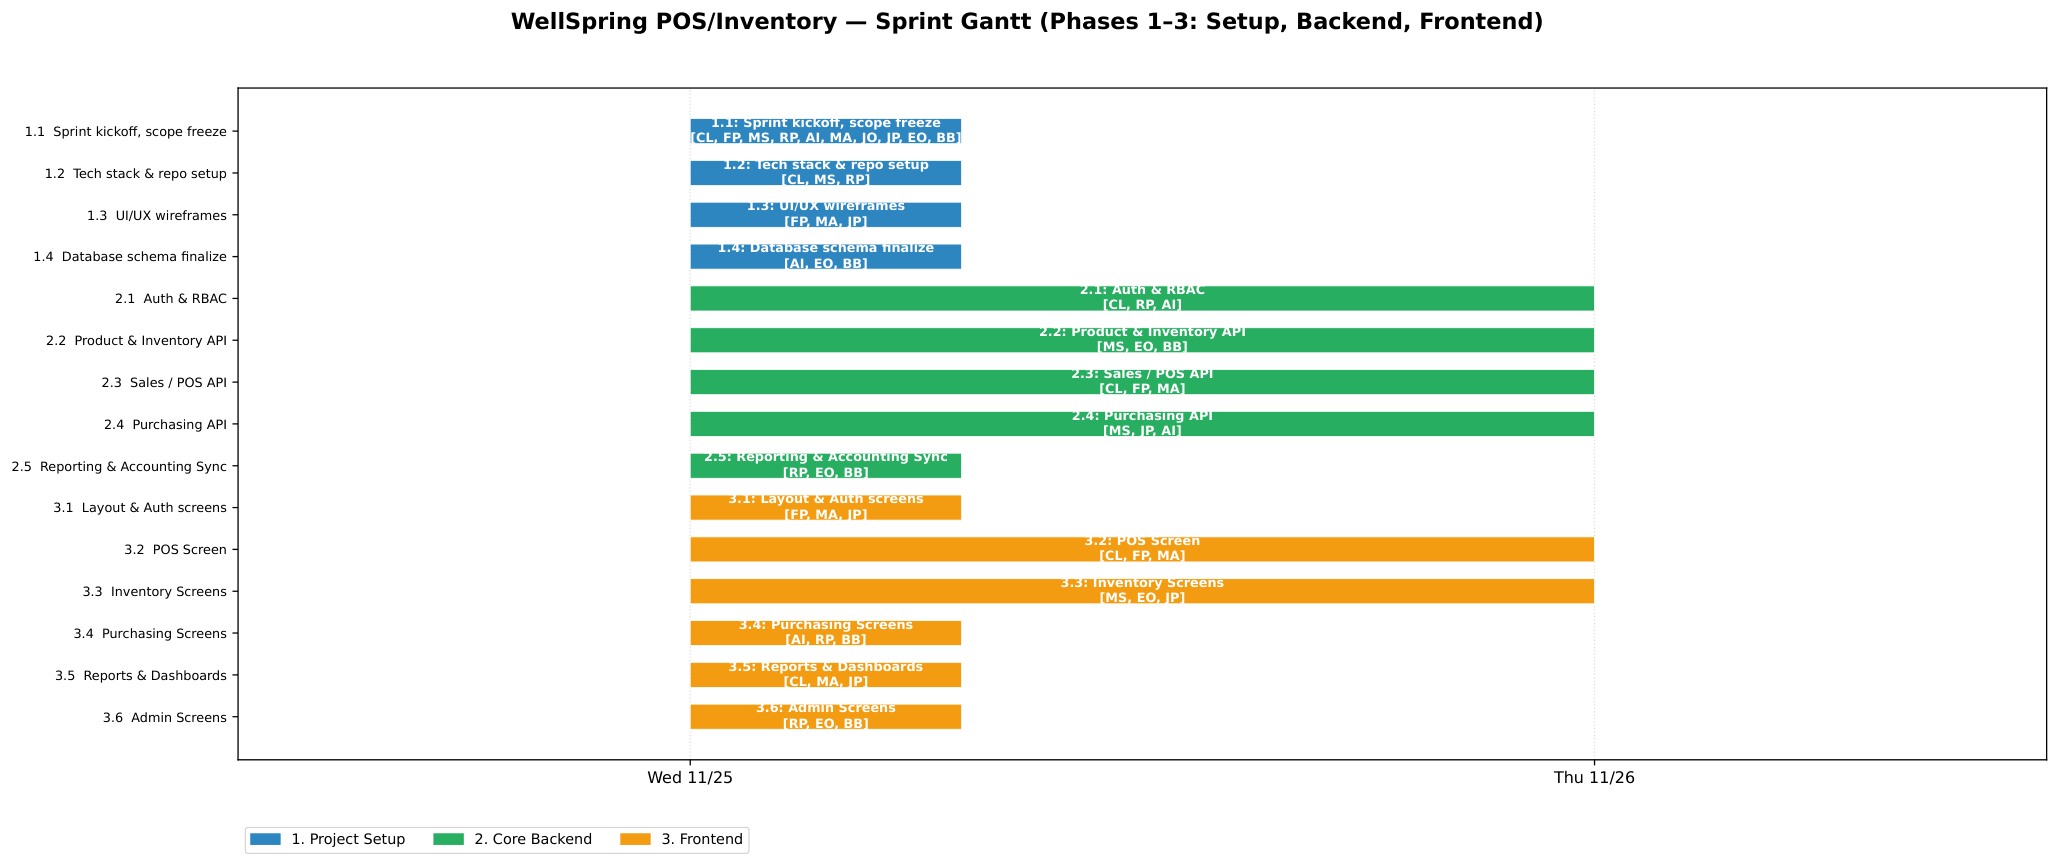 WellSpring POS/Inventory — Sprint Gantt (Phases 1–3: Setup, Backend, Frontend)
1.1  Sprint kickoff, scope freeze
1.1: Sprint kickoff, scope freeze
[CL, FP, MS, RP, AI, MA, JO, JP, EO, BB]
1.2  Tech stack & repo setup
1.2: Tech stack & repo setup
[CL, MS, RP]
1.3  UI/UX wireframes
1.3: UI/UX wireframes
[FP, MA, JP]
1.4  Database schema finalize
1.4: Database schema finalize
[AI, EO, BB]
2.1  Auth & RBAC
2.1: Auth & RBAC
[CL, RP, AI]
2.2  Product & Inventory API
2.2: Product & Inventory API
[MS, EO, BB]
2.3  Sales / POS API
2.3: Sales / POS API
[CL, FP, MA]
2.4  Purchasing API
2.4: Purchasing API
[MS, JP, AI]
2.5  Reporting & Accounting Sync
2.5: Reporting & Accounting Sync
[RP, EO, BB]
3.1  Layout & Auth screens
3.1: Layout & Auth screens
[FP, MA, JP]
3.2  POS Screen
3.2: POS Screen
[CL, FP, MA]
3.3  Inventory Screens
3.3: Inventory Screens
[MS, EO, JP]
3.4  Purchasing Screens
3.4: Purchasing Screens
[AI, RP, BB]
3.5  Reports & Dashboards
3.5: Reports & Dashboards
[CL, MA, JP]
3.6  Admin Screens
3.6: Admin Screens
[RP, EO, BB]
Wed 11/25
Thu 11/26
1. Project Setup
2. Core Backend
3. Frontend